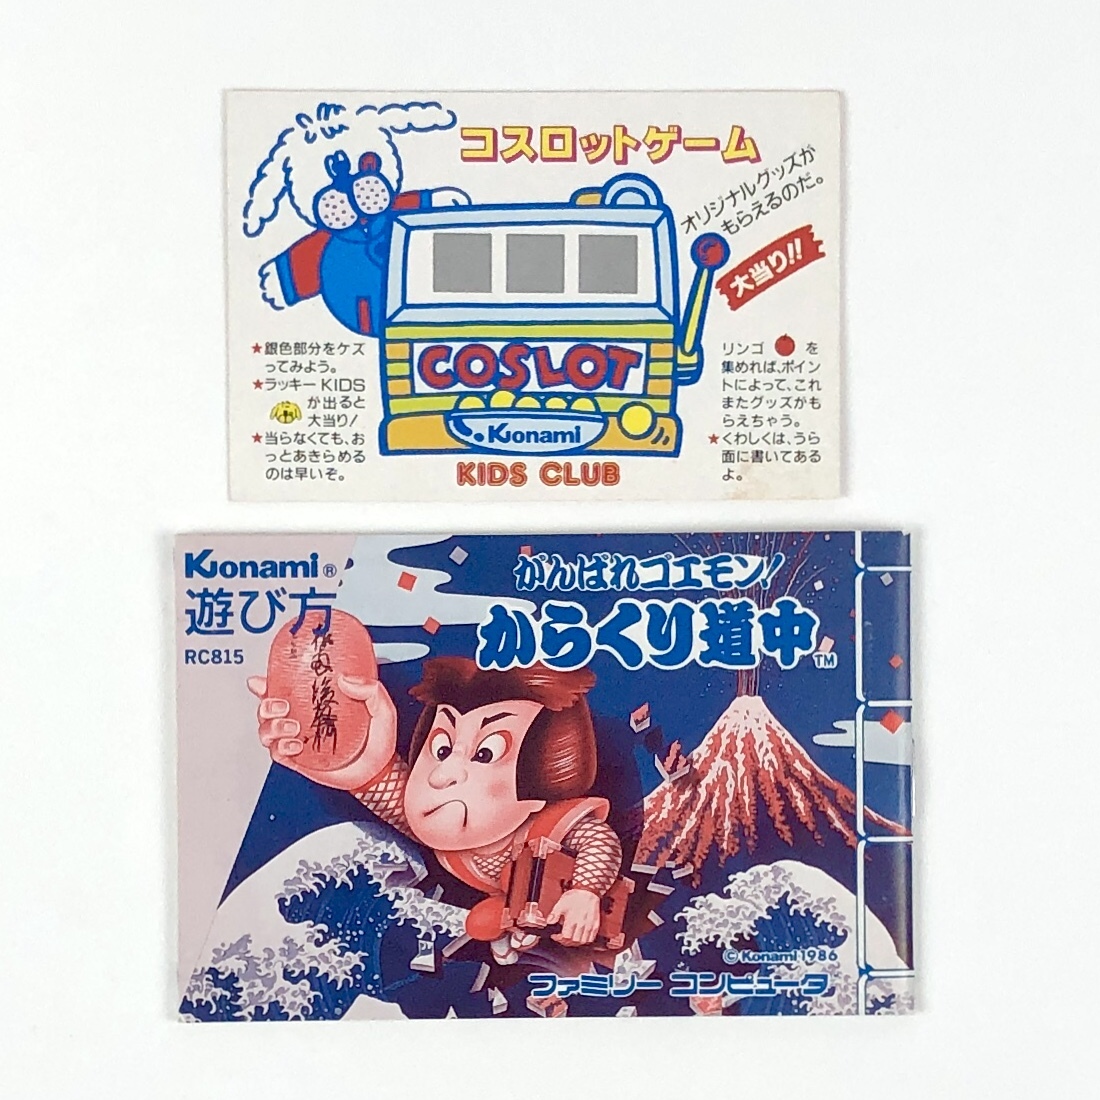 コスロットゲーム
オリジナルグッズが
もらえるのだ。
大当り!!
COSLOT
Konami
KIDS CLUB
★銀色部分をケズ
ってみよう。
★ラッキーKIDS
が出ると
大当り!
★当らなくても、お
っとあきらめる
のは早いぞ。
リンゴ を
集めれば、ポイン
トによって、これ
またグッズがも
らえちゃう。
★くわしくは、うら
面に書いてある
よ。
Konami®
遊び方
RC815
がんばれゴエモン!
からくり道中
TM
© Konami 1986
ファミリー コンピュータ